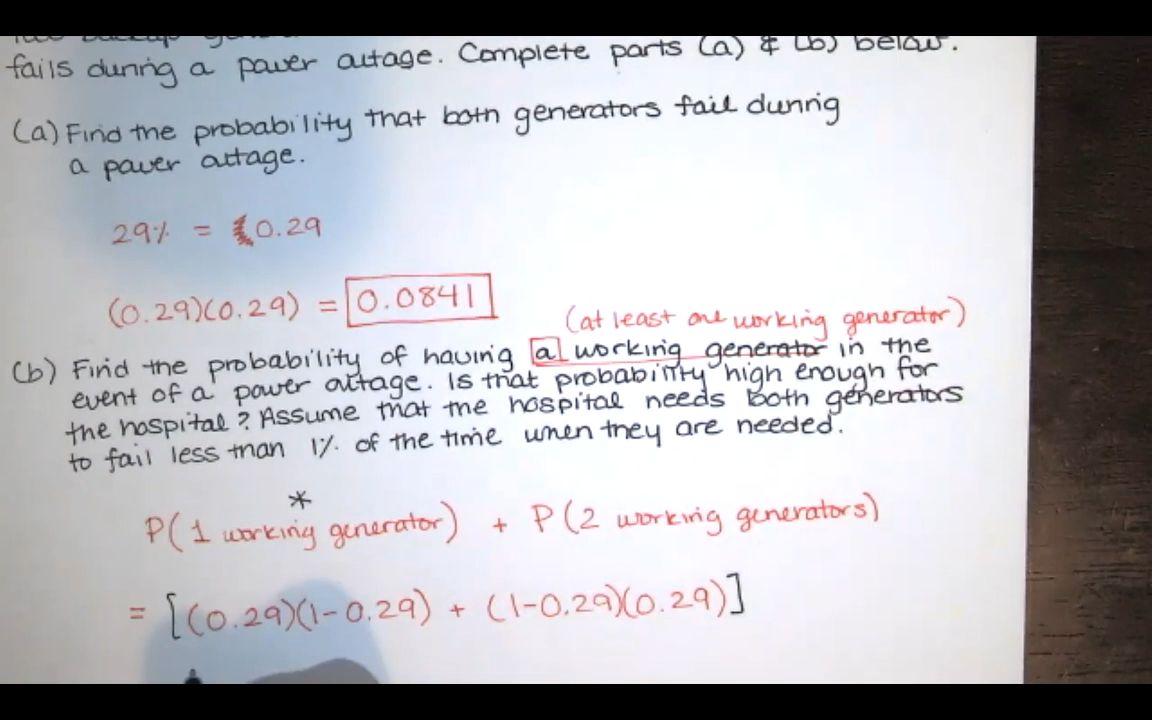 fails during a power outage. Complete parts (a) & (b) below.
(a) Find the probability that both generators fail during
a power outage.
29% = 0.29
(0.29)(0.29) = 0.0841
(at least one working generator)
(b) Find the probability of having a working generator in the
event of a power outage. Is that probability high enough for
the hospital? Assume that the hospital needs both generators
to fail less than 1% of the time when they are needed.
*
P(1 working generator) + P(2 working generators)
= [(0.29)(1-0.29) + (1-0.29)(0.29)]